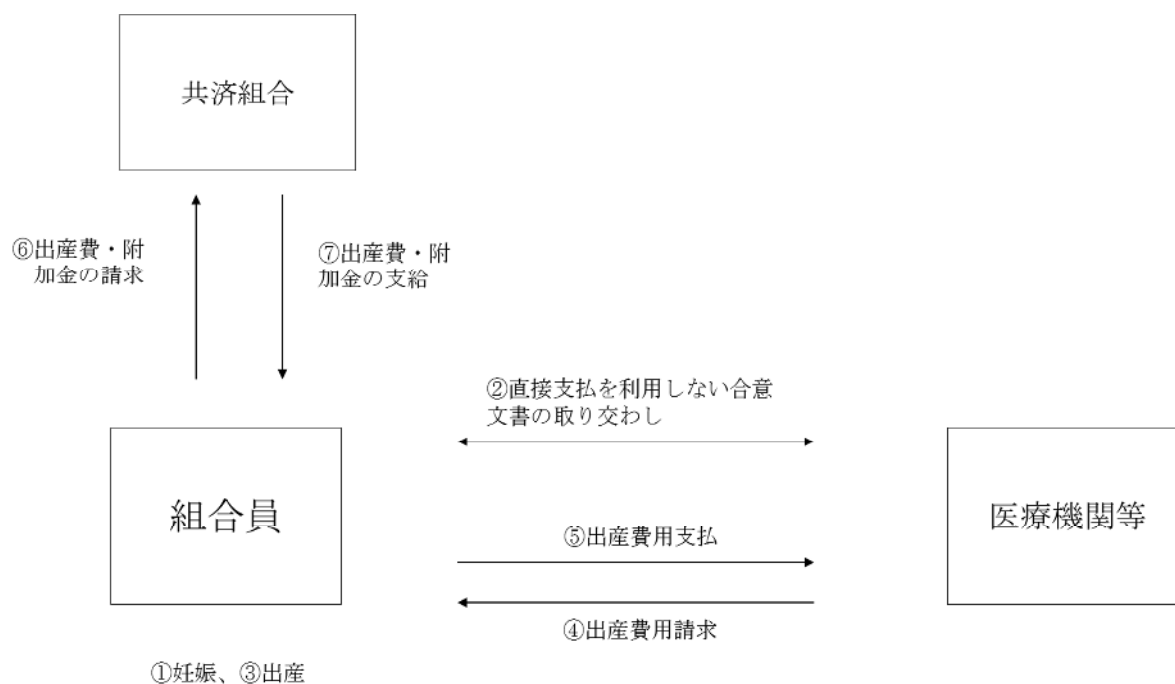 共済組合
⑥出産費・附
加金の請求
⑦出産費・附
加金の支給
②直接支払を利用しない合意
文書の取り交わし
組合員
医療機関等
⑤出産費用支払
④出産費用請求
①妊娠、③出産